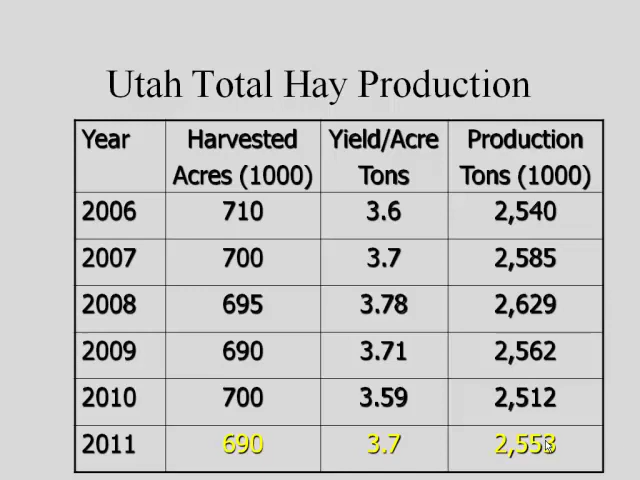 Utah Total Hay Production
Year Harvested Acres (1000) Yield/Acre Tons Production Tons (1000)
2006 710 3.6 2,540
2007 700 3.7 2,585
2008 695 3.78 2,629
2009 690 3.71 2,562
2010 700 3.59 2,512
2011 690 3.7 2,553